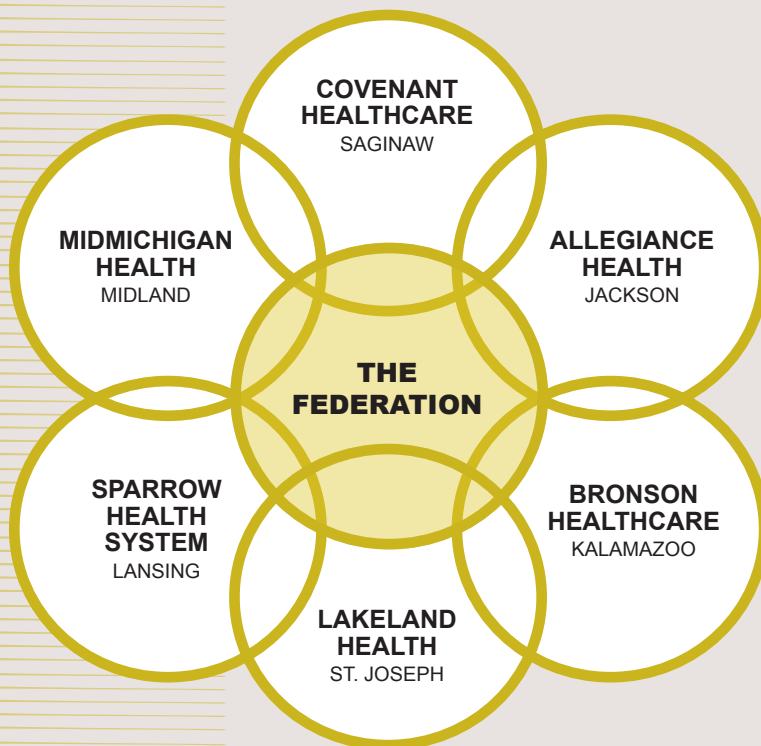 COVENANT
HEALTHCARE
SAGINAW
MIDMICHIGAN
HEALTH
MIDLAND
ALLEGIANCE
HEALTH
JACKSON
THE
FEDERATION
SPARROW
HEALTH
SYSTEM
LANSING
BRONSON
HEALTHCARE
KALAMAZOO
LAKELAND
HEALTH
ST. JOSEPH